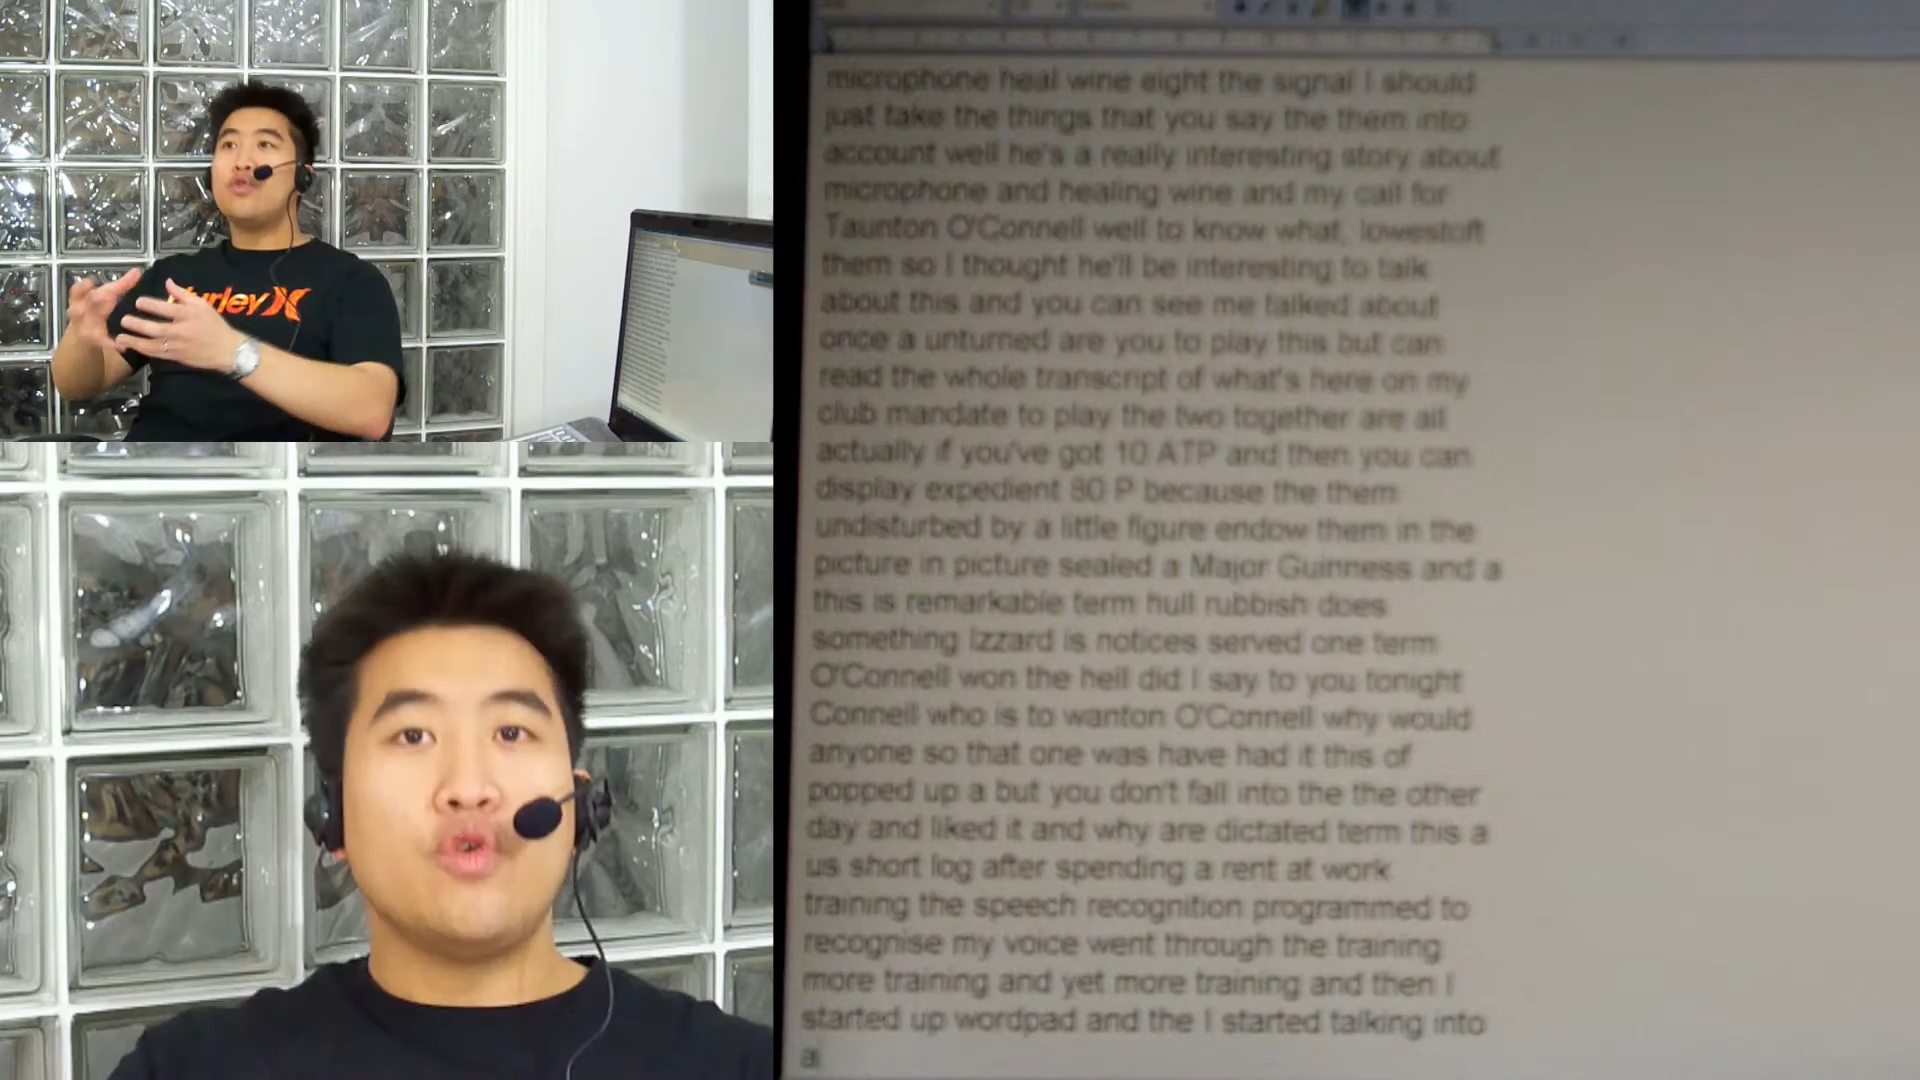 Hurley
microphone heal wine eight the signal I should
just take the things that you say the them into
account well he's a really interesting story about
microphone and healing wine and my call for
Taunton O'Connell well to know what, lowestoft
them so I thought he'll be interesting to talk
about this and you can see me talked about
once a unturned are you to play this but can
read the whole transcript of what's here on my
club mandate to play the two together are all
actually if you've got 10 ATP and then you can
display expedient 80 P because the them
undisturbed by a little figure endow them in the
picture in picture sealed a Major Guinness and a
this is remarkable term hull rubbish does
something Izzard is notices served one term
O'Connell won the hell did I say to you tonight
Connell who is to wanton O'Connell why would
anyone so that one was have had it this of
popped up a but you don't fall into the the other
day and liked it and why are dictated term this a
us short log after spending a rent at work
training the speech recognition programmed to
recognise my voice went through the training
more training and yet more training and then I
started up wordpad and the I started talking into
a